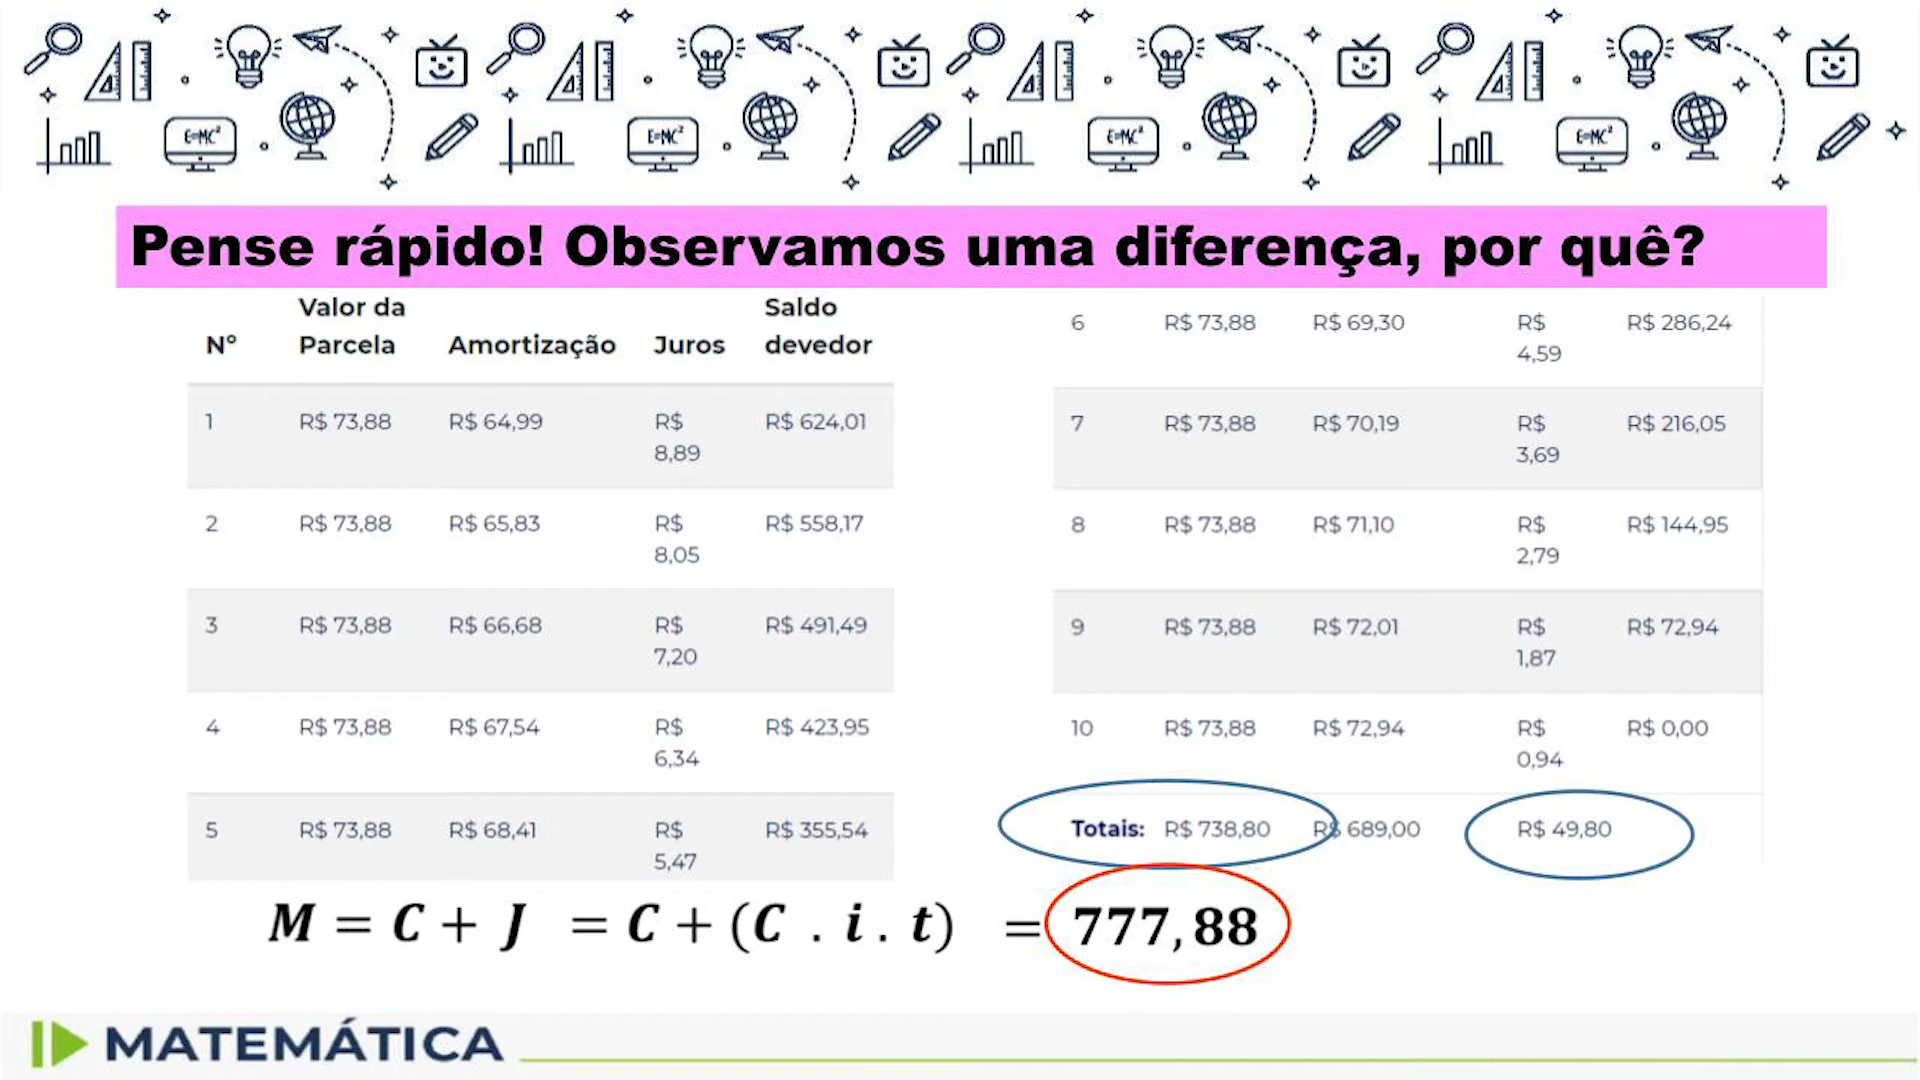 E=MC² E=MC² E=MC² E=MC²
Pense rápido! Observamos uma diferença, por quê?
Nº Valor da Parcela Amortização Juros Saldo devedor
1 R$ 73,88 R$ 64,99 R$ 8,89 R$ 624,01
2 R$ 73,88 R$ 65,83 R$ 8,05 R$ 558,17
3 R$ 73,88 R$ 66,68 R$ 7,20 R$ 491,49
4 R$ 73,88 R$ 67,54 R$ 6,34 R$ 423,95
5 R$ 73,88 R$ 68,41 R$ 5,47 R$ 355,54
6 R$ 73,88 R$ 69,30 R$ 4,59 R$ 286,24
7 R$ 73,88 R$ 70,19 R$ 3,69 R$ 216,05
8 R$ 73,88 R$ 71,10 R$ 2,79 R$ 144,95
9 R$ 73,88 R$ 72,01 R$ 1,87 R$ 72,94
10 R$ 73,88 R$ 72,94 R$ 0,94 R$ 0,00
Totais: R$ 738,80 R$ 689,00 R$ 49,80
M = C + J = C + (C . i . t) = 777,88
MATEMÁTICA